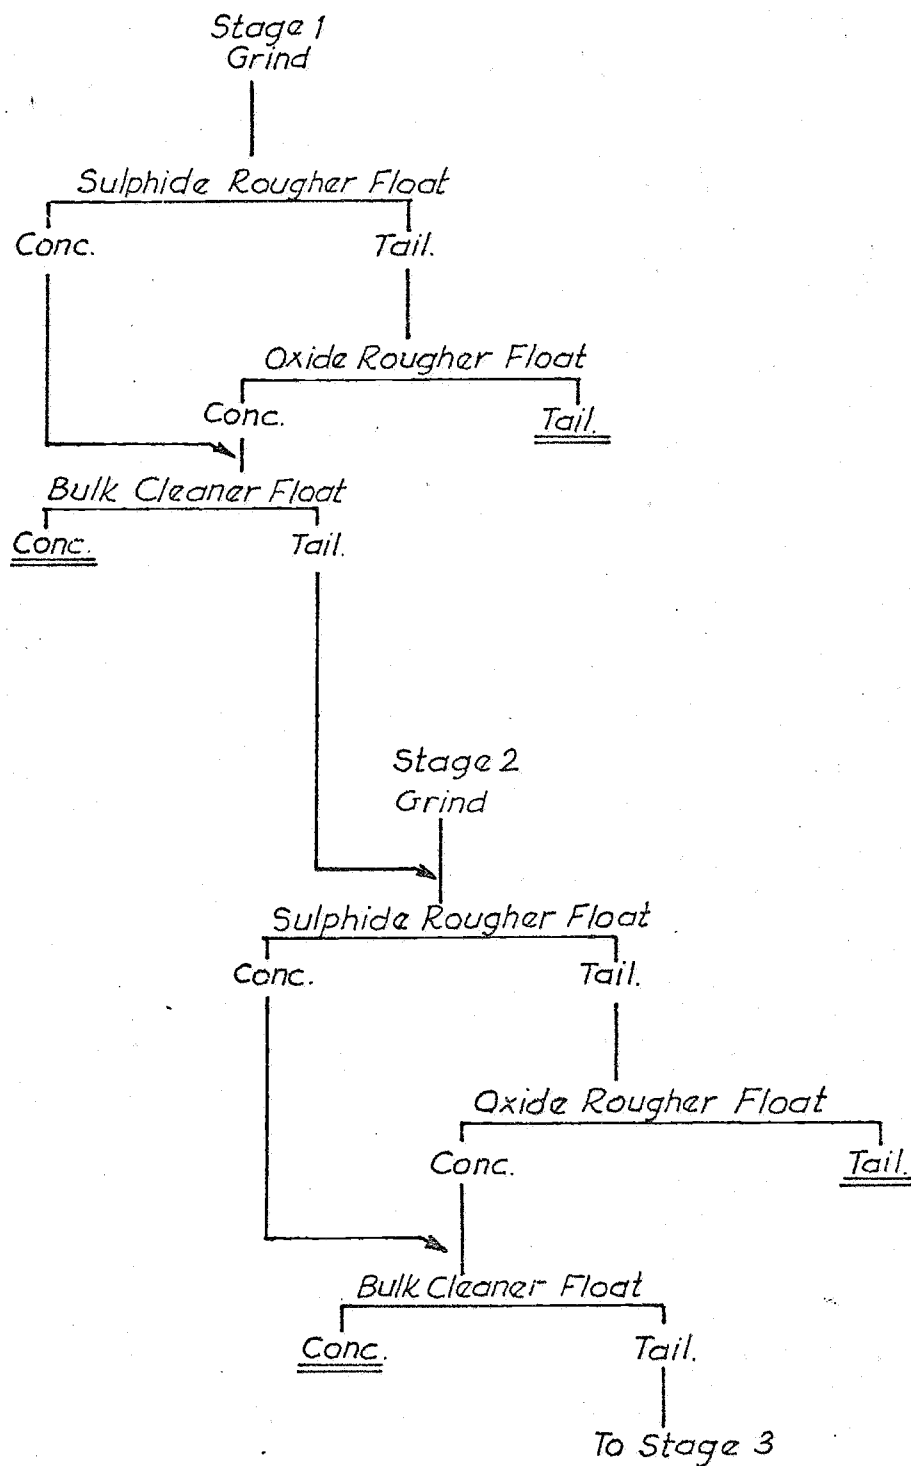 Stage 1
Grind
Sulphide Rougher Float
Conc. Tail.
Oxide Rougher Float
Conc. Tail.
Bulk Cleaner Float
Conc. Tail.
Stage 2
Grind
Sulphide Rougher Float
Conc. Tail.
Oxide Rougher Float
Conc. Tail.
Bulk Cleaner Float
Conc. Tail.
To Stage 3